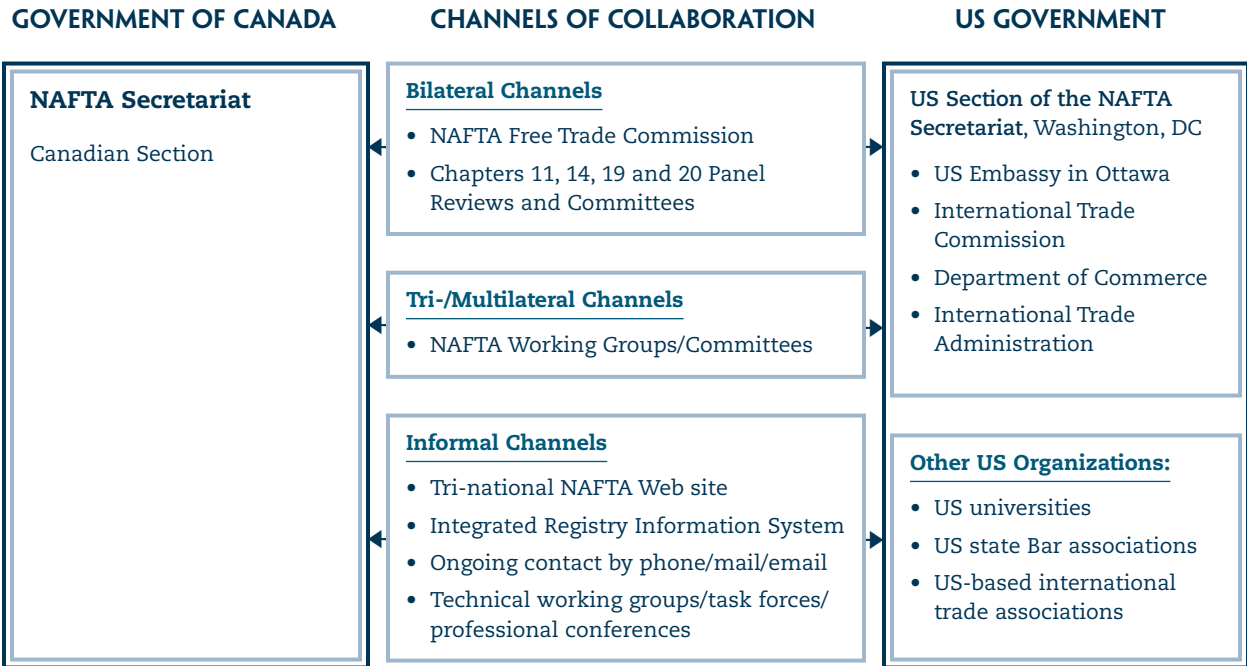 GOVERNMENT OF CANADA
CHANNELS OF COLLABORATION
US GOVERNMENT
NAFTA Secretariat
Canadian Section
Bilateral Channels
• NAFTA Free Trade Commission
• Chapters 11, 14, 19 and 20 Panel
Reviews and Committees
Tri-/Multilateral Channels
• NAFTA Working Groups/Committees
Informal Channels
• Tri-national NAFTA Web site
• Integrated Registry Information System
• Ongoing contact by phone/mail/email
• Technical working groups/task forces/
professional conferences
US Section of the NAFTA
Secretariat, Washington, DC
• US Embassy in Ottawa
• International Trade
Commission
• Department of Commerce
• International Trade
Administration
Other US Organizations:
• US universities
• US state Bar associations
• US-based international
trade associations